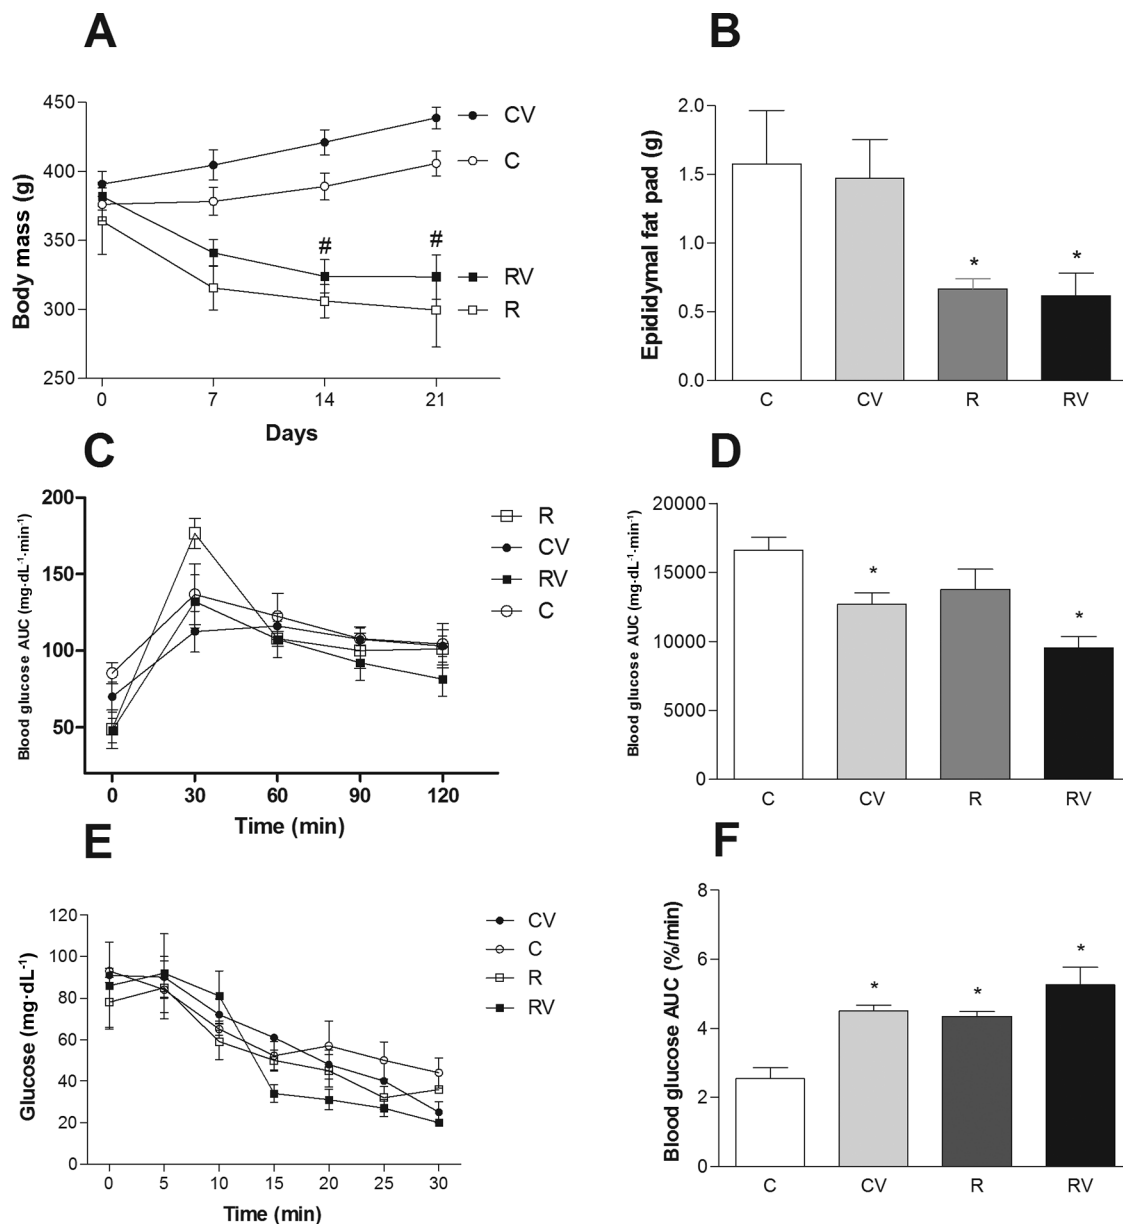 A
Body mass (g)
450
400
350
300
250
0 7 14 21
Days
# #
CV
C
RV
R
B
Epididymal fat pad (g)
2.0
1.5
1.0
0.5
0.0
* *
C CV R RV
C
Blood glucose AUC (mg·dL⁻¹·min⁻¹)
200
150
100
50
0 30 60 90 120
Time (min)
R
CV
RV
C
D
Blood glucose AUC (mg·dL⁻¹·min⁻¹)
20000
15000
10000
5000
0
* *
C CV R RV
E
Glucose (mg·dL⁻¹)
120
100
80
60
40
20
0
0 5 10 15 20 25 30
Time (min)
CV
C
R
RV
F
Blood glucose AUC (%/min)
8
6
4
2
0
* * *
C CV R RV